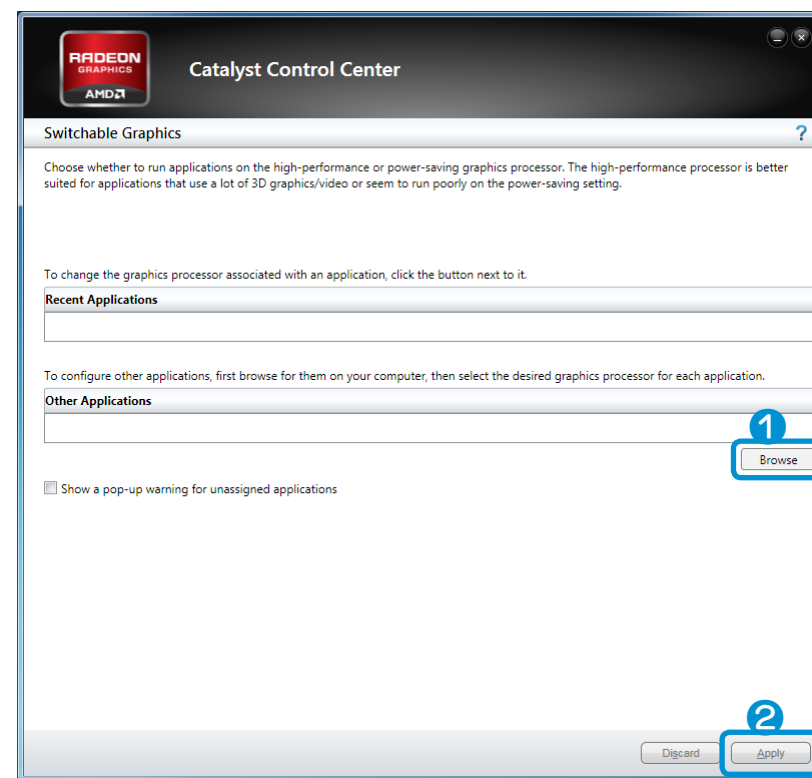 RADEON
GRAPHICS
AMD
Catalyst Control Center
Switchable Graphics
?
Choose whether to run applications on the high-performance or power-saving graphics processor. The high-performance processor is better
suited for applications that use a lot of 3D graphics/video or seem to run poorly on the power-saving setting.
To change the graphics processor associated with an application, click the button next to it.
Recent Applications
To configure other applications, first browse for them on your computer, then select the desired graphics processor for each application.
Other Applications
1
Browse
Show a pop-up warning for unassigned applications
2
Discard
Apply